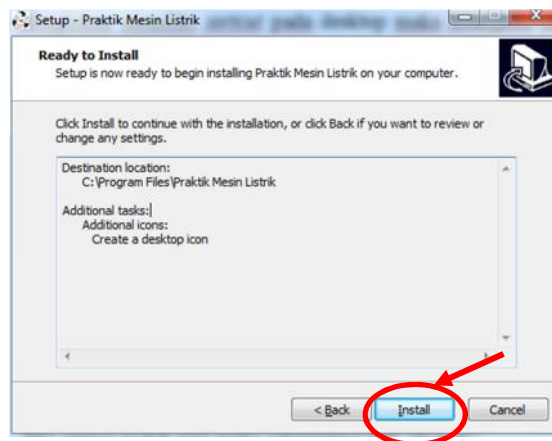 Setup - Praktik Mesin Listrik
Ready to Install
Setup is now ready to begin installing Praktik Mesin Listrik on your computer.
Click Install to continue with the installation, or click Back if you want to review or
change any settings.
Destination location:
C:\Program Files\Praktik Mesin Listrik
Additional tasks:
Additional icons:
Create a desktop icon
< Back
Install
Cancel